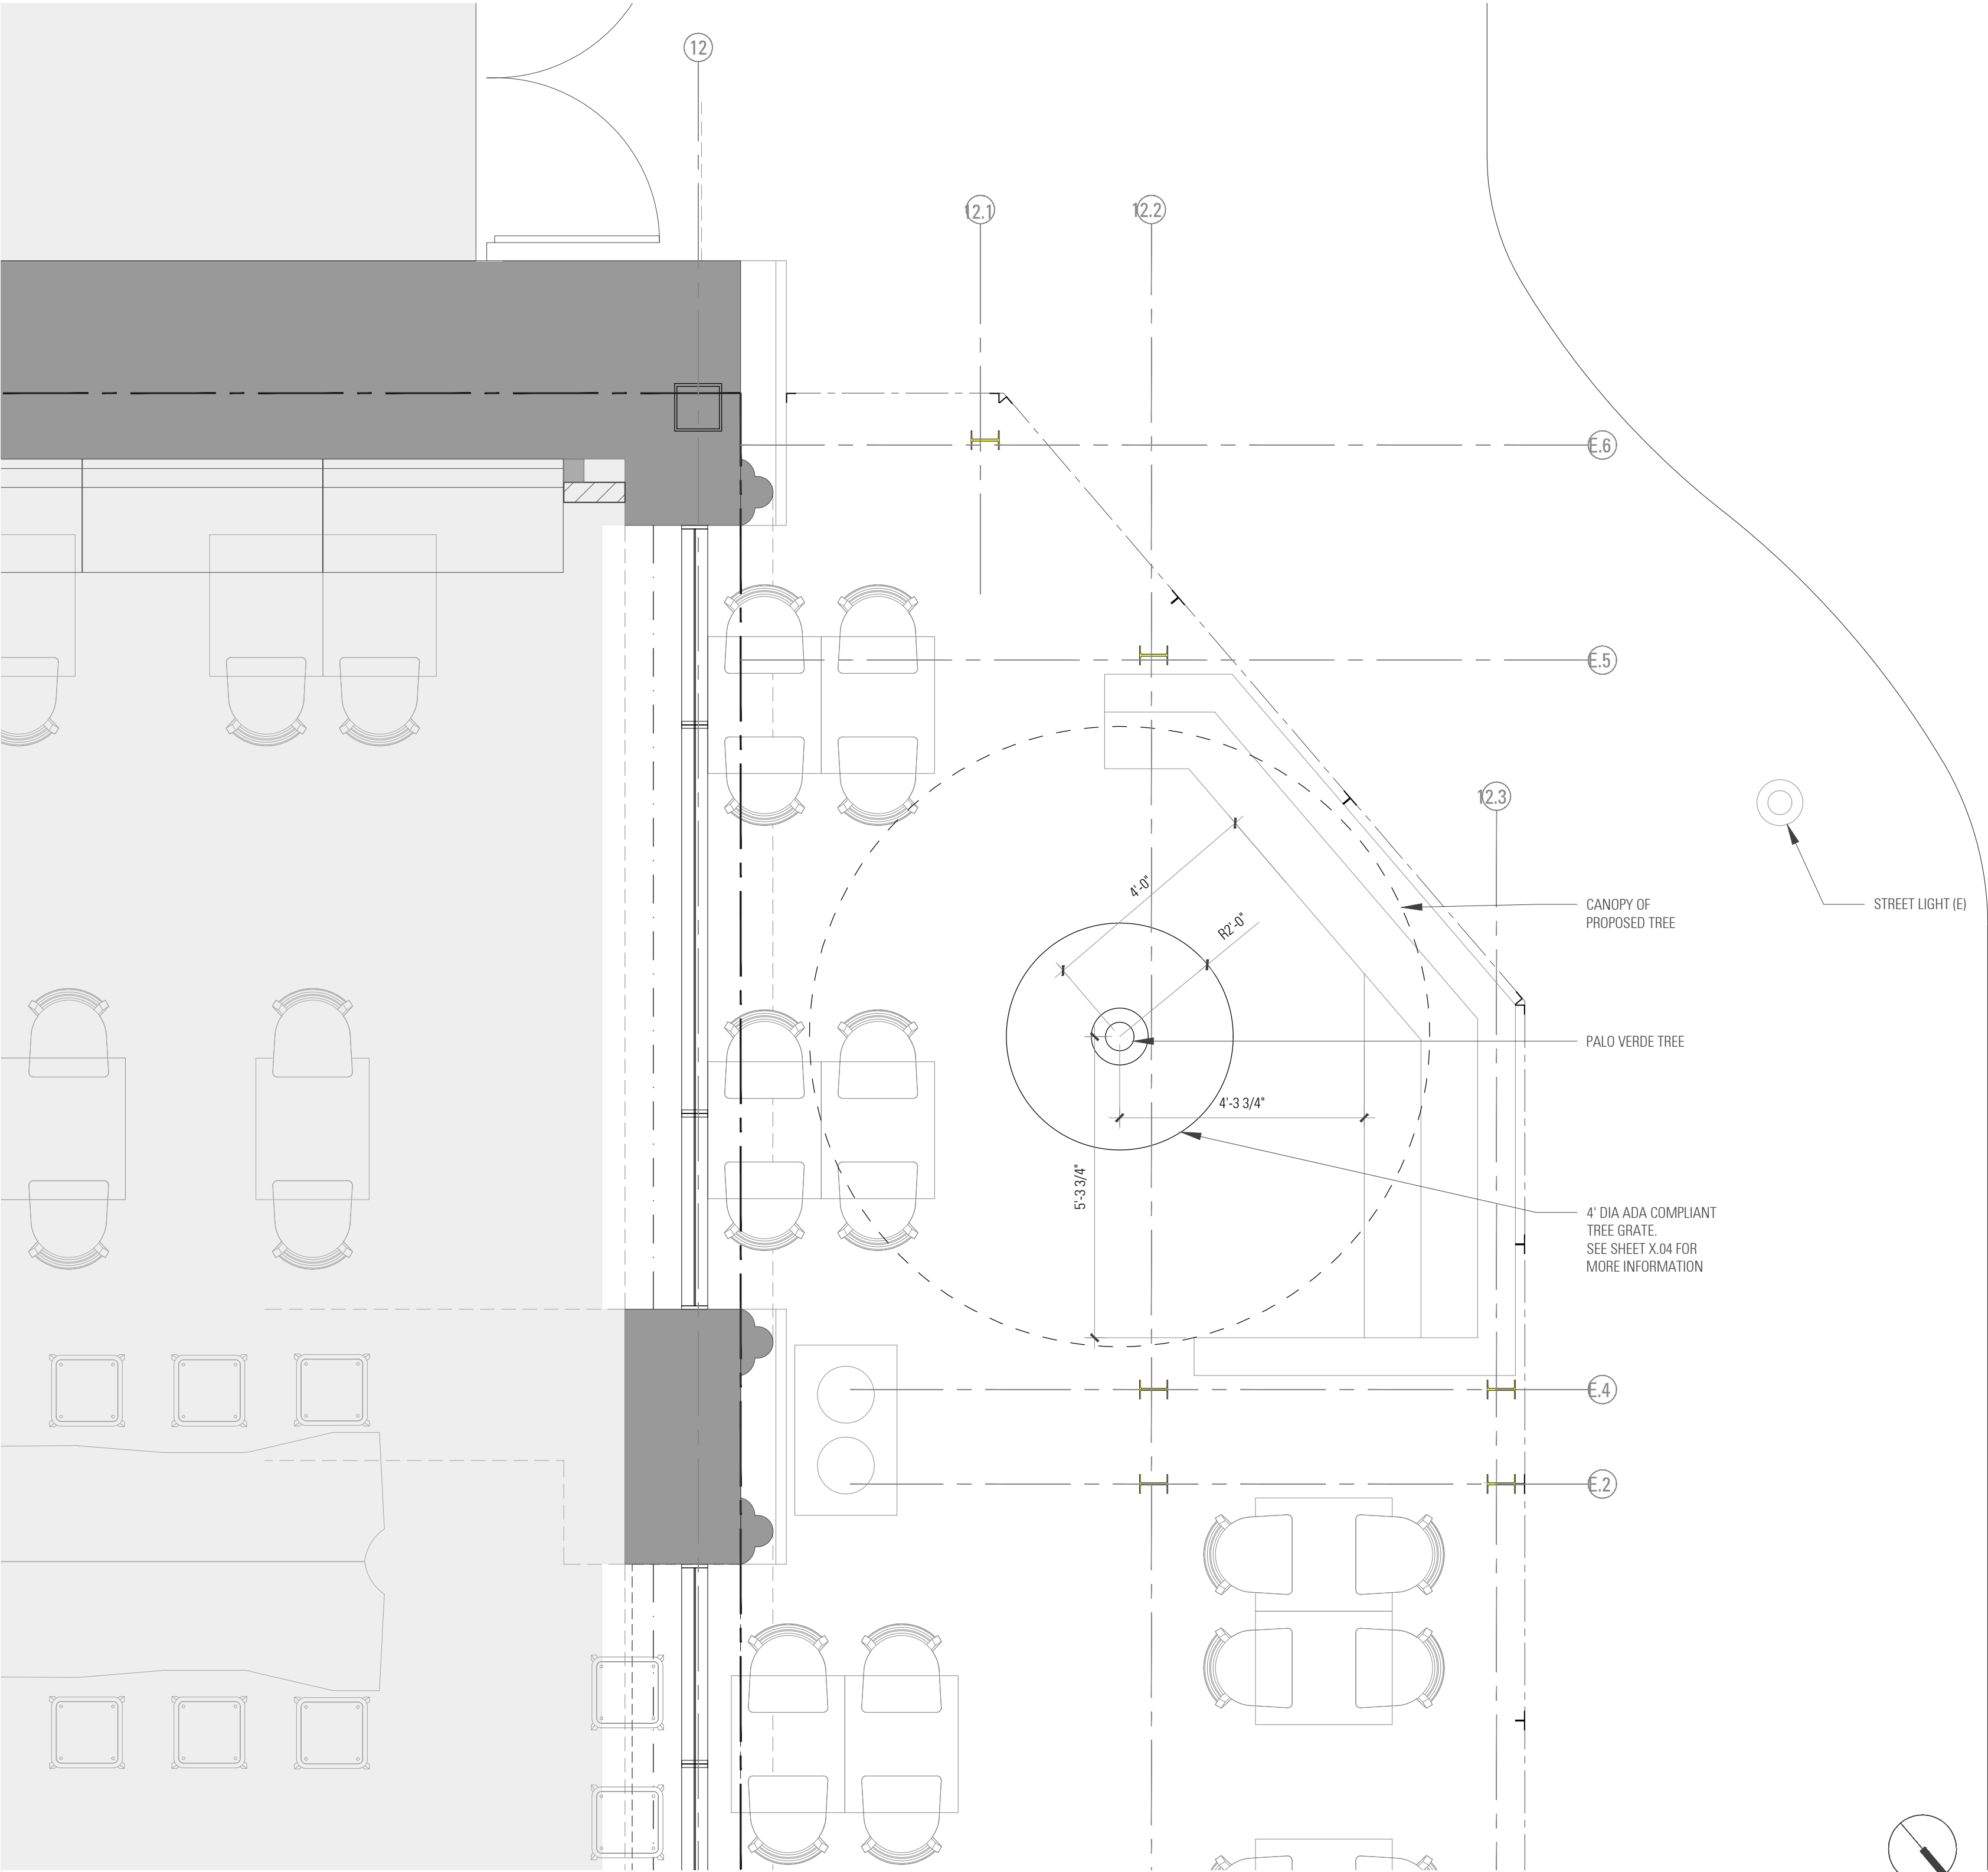 12
12.1
12.2
E.6
E.5
12.3
4'-0"
R2'-0"
CANOPY OF
PROPOSED TREE
STREET LIGHT (E)
PALO VERDE TREE
4'-3 3/4"
5'-3 3/4"
4' DIA ADA COMPLIANT
TREE GRATE.
SEE SHEET X.04 FOR
MORE INFORMATION
E.4
E.2